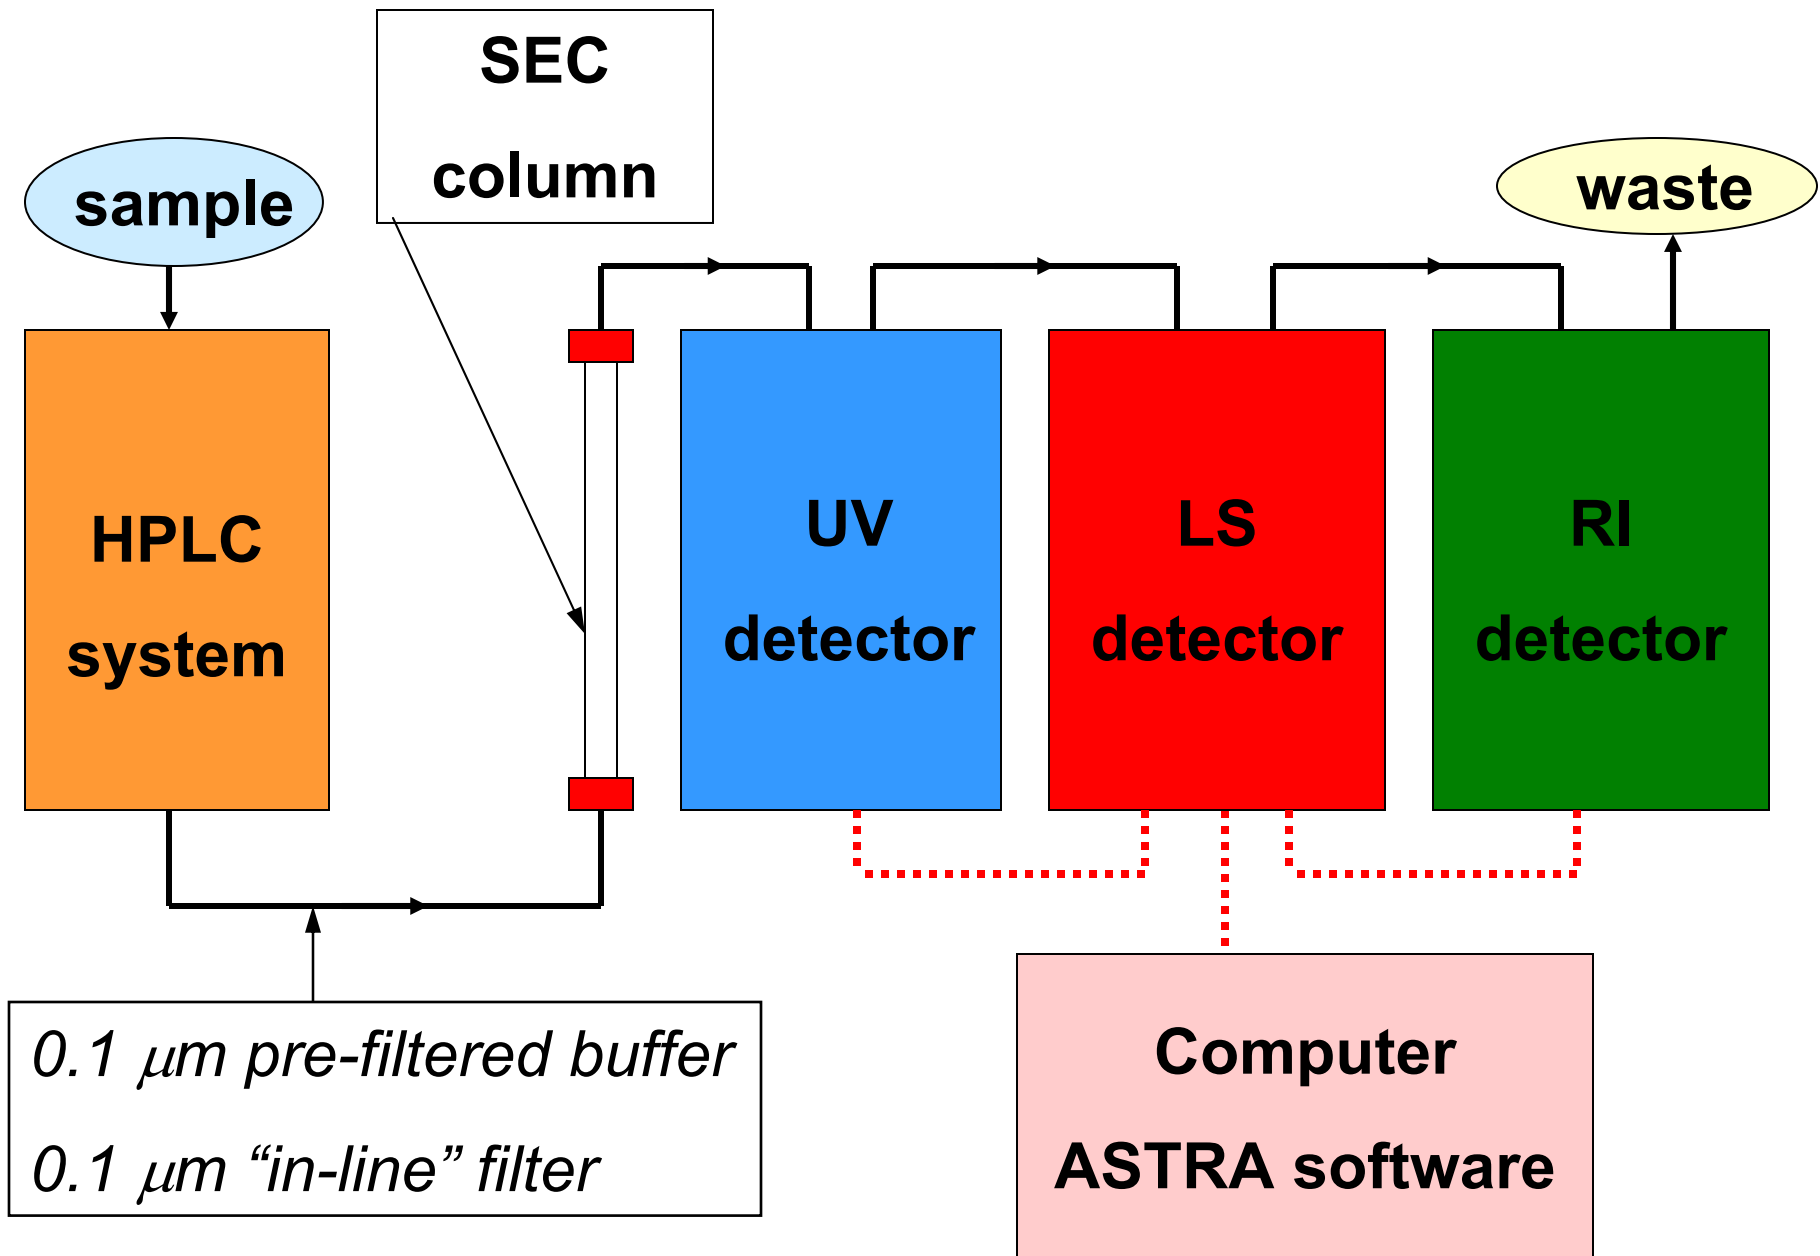 SEC
column
sample
waste
HPLC
system
UV
detector
LS
detector
RI
detector
0.1 μm pre-filtered buffer
0.1 μm “in-line” filter
Computer
ASTRA software